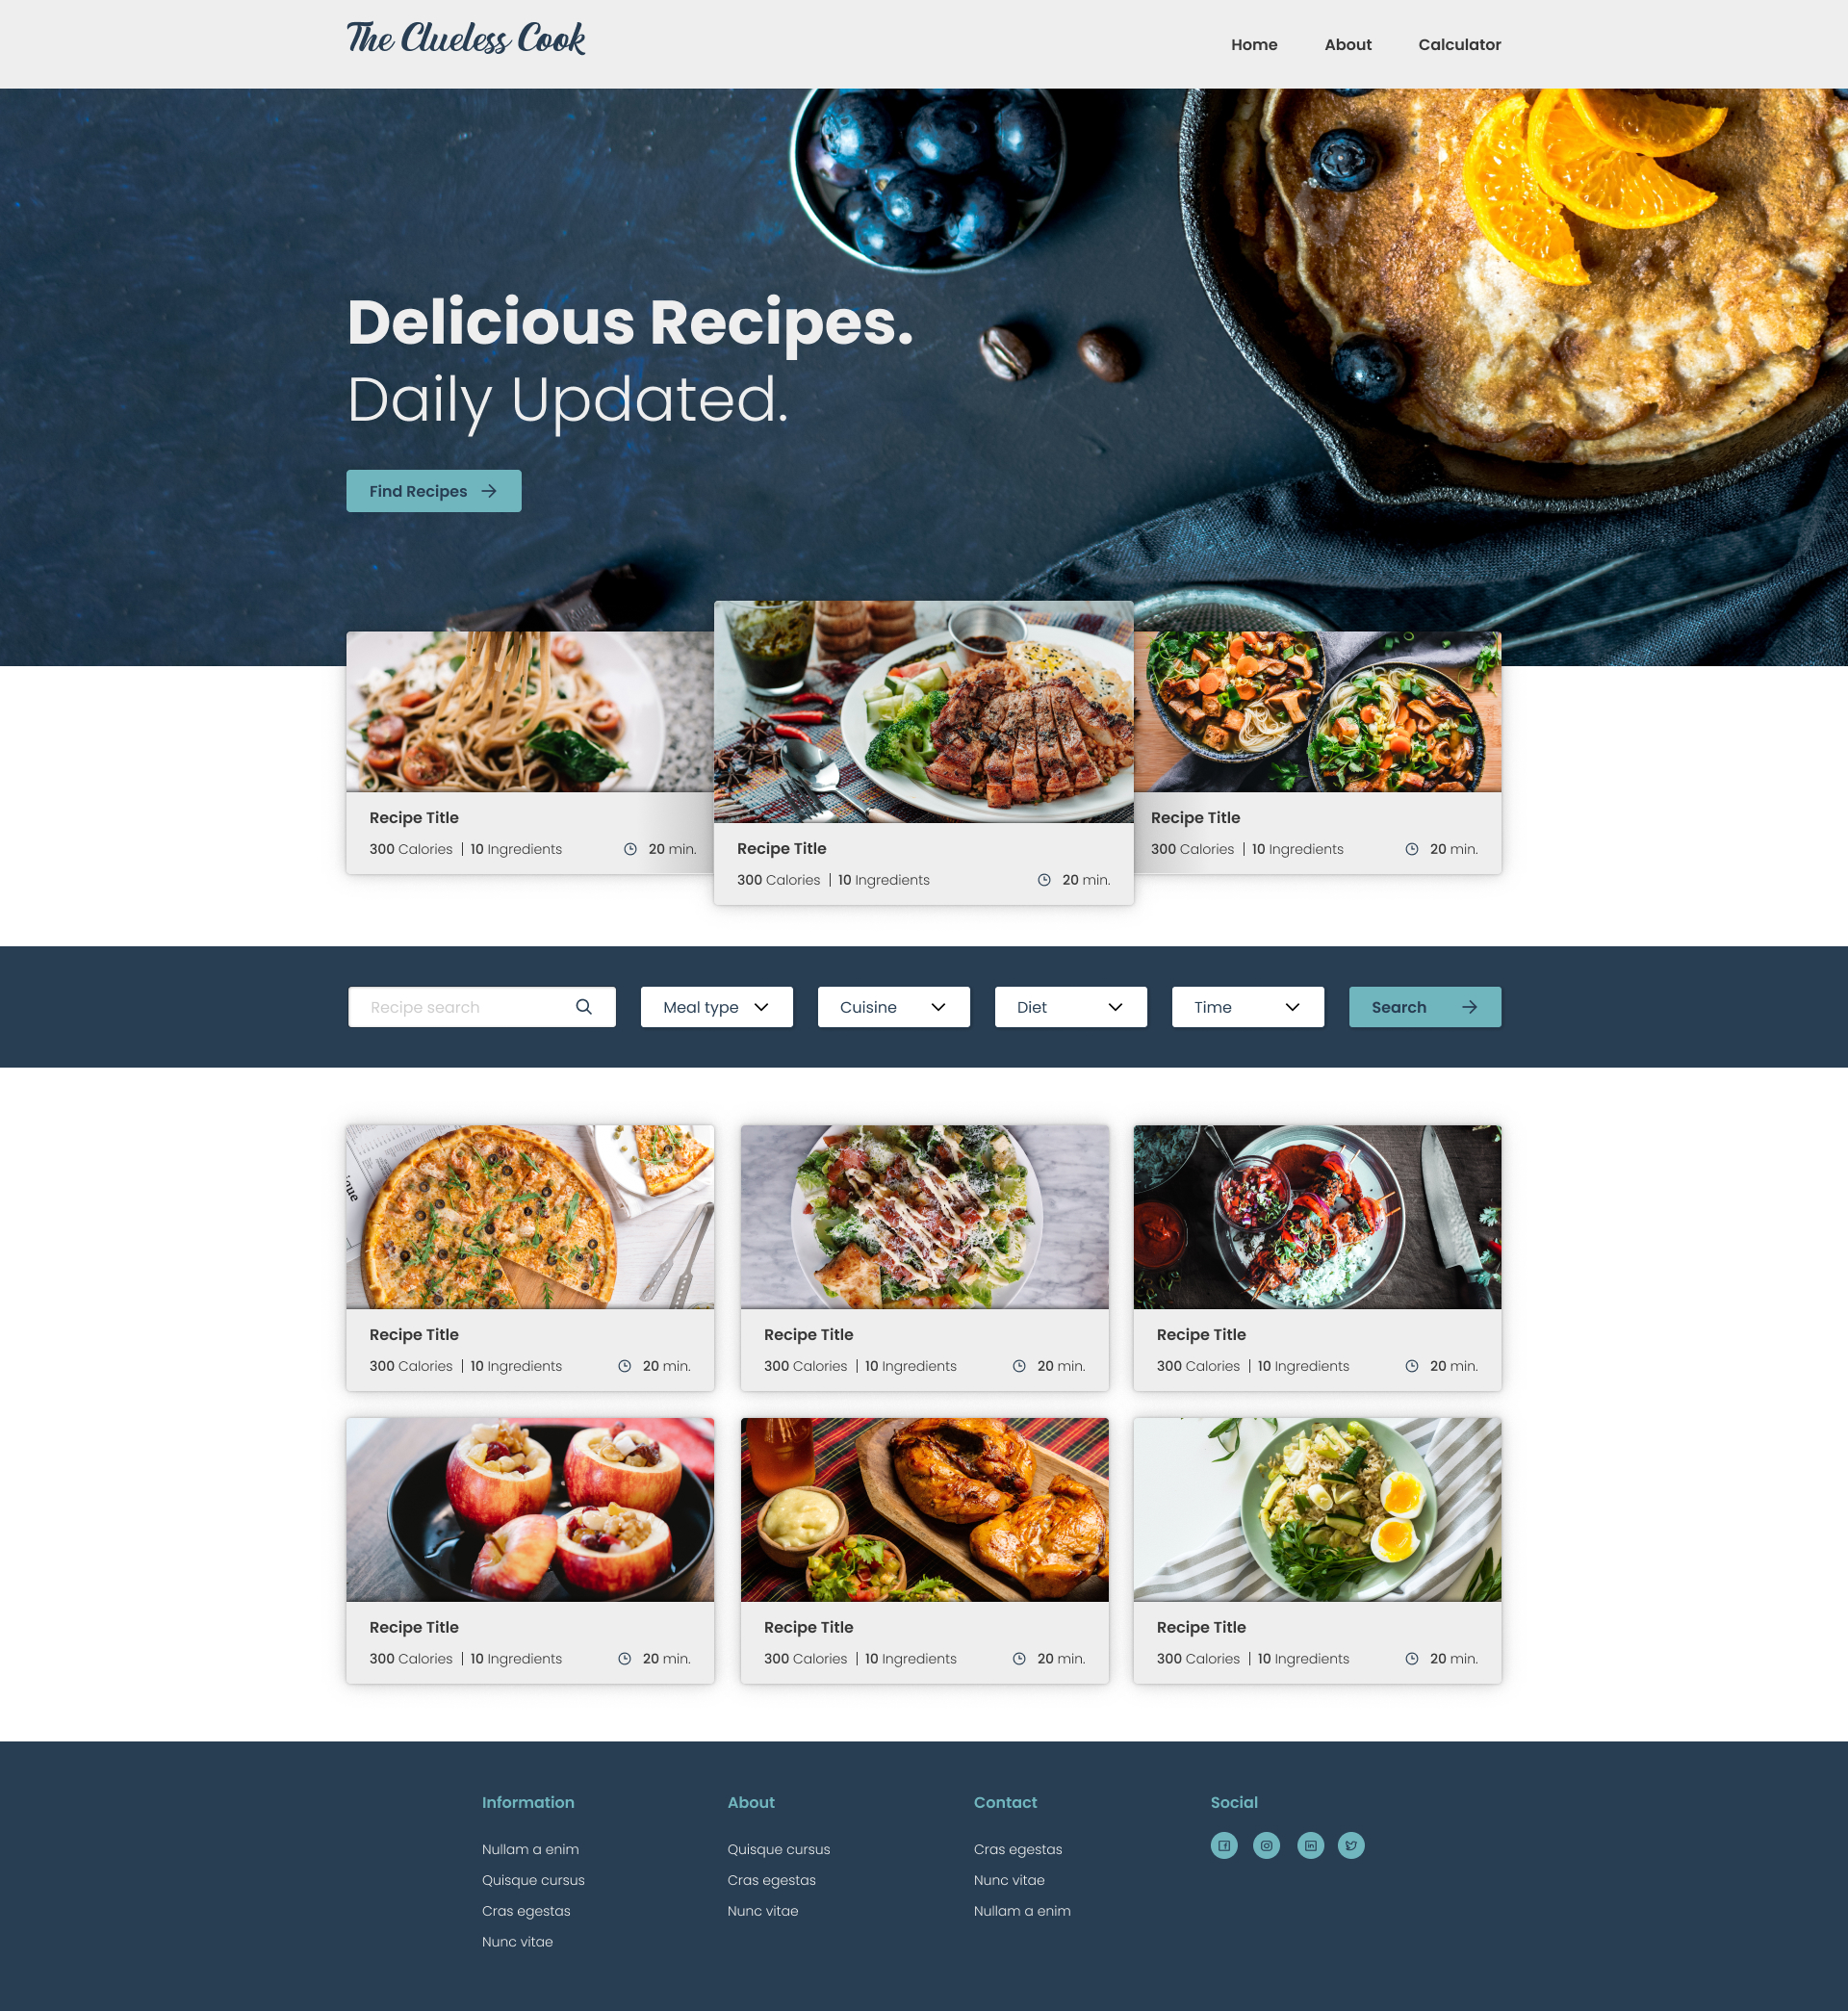 The Clueless Cook
Home About Calculator
Delicious Recipes.
Daily Updated.
Find Recipes
Recipe Title
300 Calories | 10 Ingredients 20 min.
Recipe Title
300 Calories | 10 Ingredients 20 min.
Recipe Title
300 Calories | 10 Ingredients 20 min.
Recipe search Meal type Cuisine Diet Time Search
ique
Recipe Title
300 Calories | 10 Ingredients 20 min.
Recipe Title
300 Calories | 10 Ingredients 20 min.
Recipe Title
300 Calories | 10 Ingredients 20 min.
Recipe Title
300 Calories | 10 Ingredients 20 min.
Recipe Title
300 Calories | 10 Ingredients 20 min.
Recipe Title
300 Calories | 10 Ingredients 20 min.
Information
Nullam a enim
Quisque cursus
Cras egestas
Nunc vitae
About
Quisque cursus
Cras egestas
Nunc vitae
Contact
Cras egestas
Nunc vitae
Nullam a enim
Social